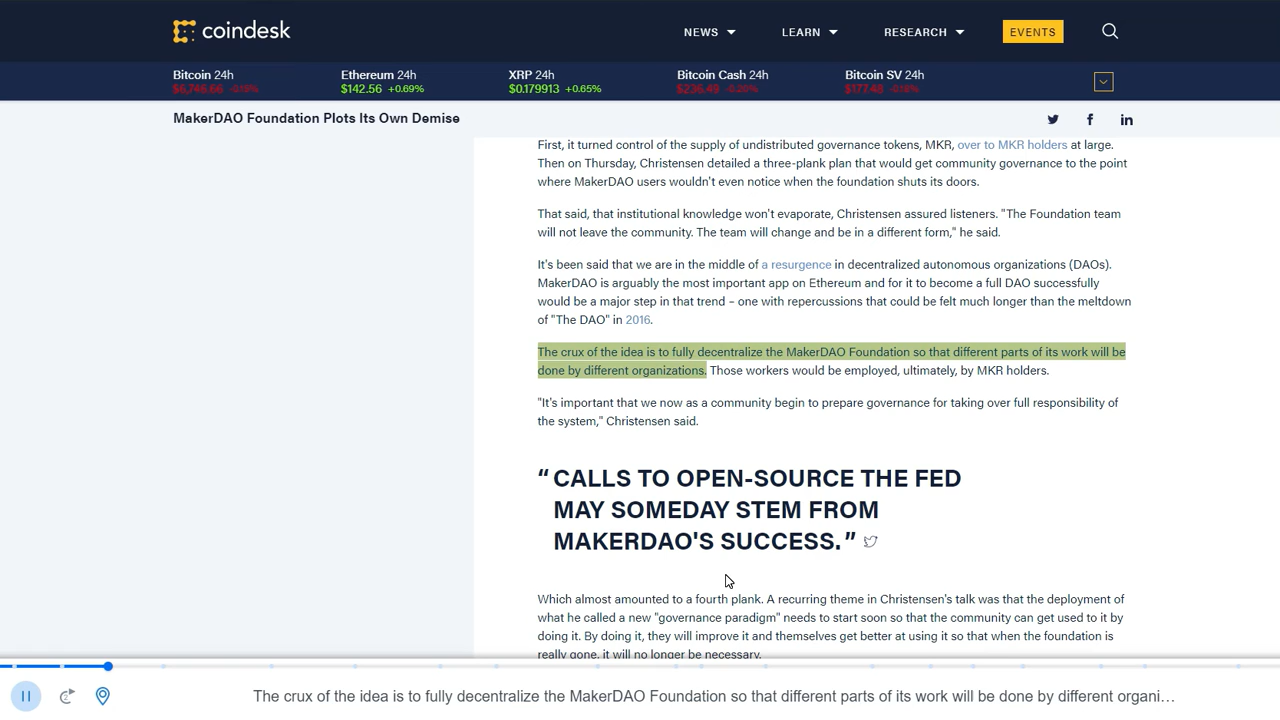 coindesk
NEWS LEARN RESEARCH EVENTS
Bitcoin 24h Ethereum 24h XRP 24h Bitcoin Cash 24h Bitcoin SV 24h
$6,746.66 -0.15% $142.56 +0.69% $0.179913 +0.65% $236.49 -0.20% $177.48 -0.18%
MakerDAO Foundation Plots Its Own Demise
First, it turned control of the supply of undistributed governance tokens, MKR, over to MKR holders at large.
Then on Thursday, Christensen detailed a three-plank plan that would get community governance to the point
where MakerDAO users wouldn't even notice when the foundation shuts its doors.
That said, that institutional knowledge won't evaporate, Christensen assured listeners. "The Foundation team
will not leave the community. The team will change and be in a different form," he said.
It's been said that we are in the middle of a resurgence in decentralized autonomous organizations (DAOs).
MakerDAO is arguably the most important app on Ethereum and for it to become a full DAO successfully
would be a major step in that trend – one with repercussions that could be felt much longer than the meltdown
of "The DAO" in 2016.
The crux of the idea is to fully decentralize the MakerDAO Foundation so that different parts of its work will be
done by different organizations. Those workers would be employed, ultimately, by MKR holders.
"It's important that we now as a community begin to prepare governance for taking over full responsibility of
the system," Christensen said.
“ CALLS TO OPEN-SOURCE THE FED
MAY SOMEDAY STEM FROM
MAKERDAO'S SUCCESS. ”
Which almost amounted to a fourth plank. A recurring theme in Christensen's talk was that the deployment of
what he called a new "governance paradigm" needs to start soon so that the community can get used to it by
doing it. By doing it, they will improve it and themselves get better at using it so that when the foundation is
really gone, it will no longer be necessary.
The crux of the idea is to fully decentralize the MakerDAO Foundation so that different parts of its work will be done by different organi…